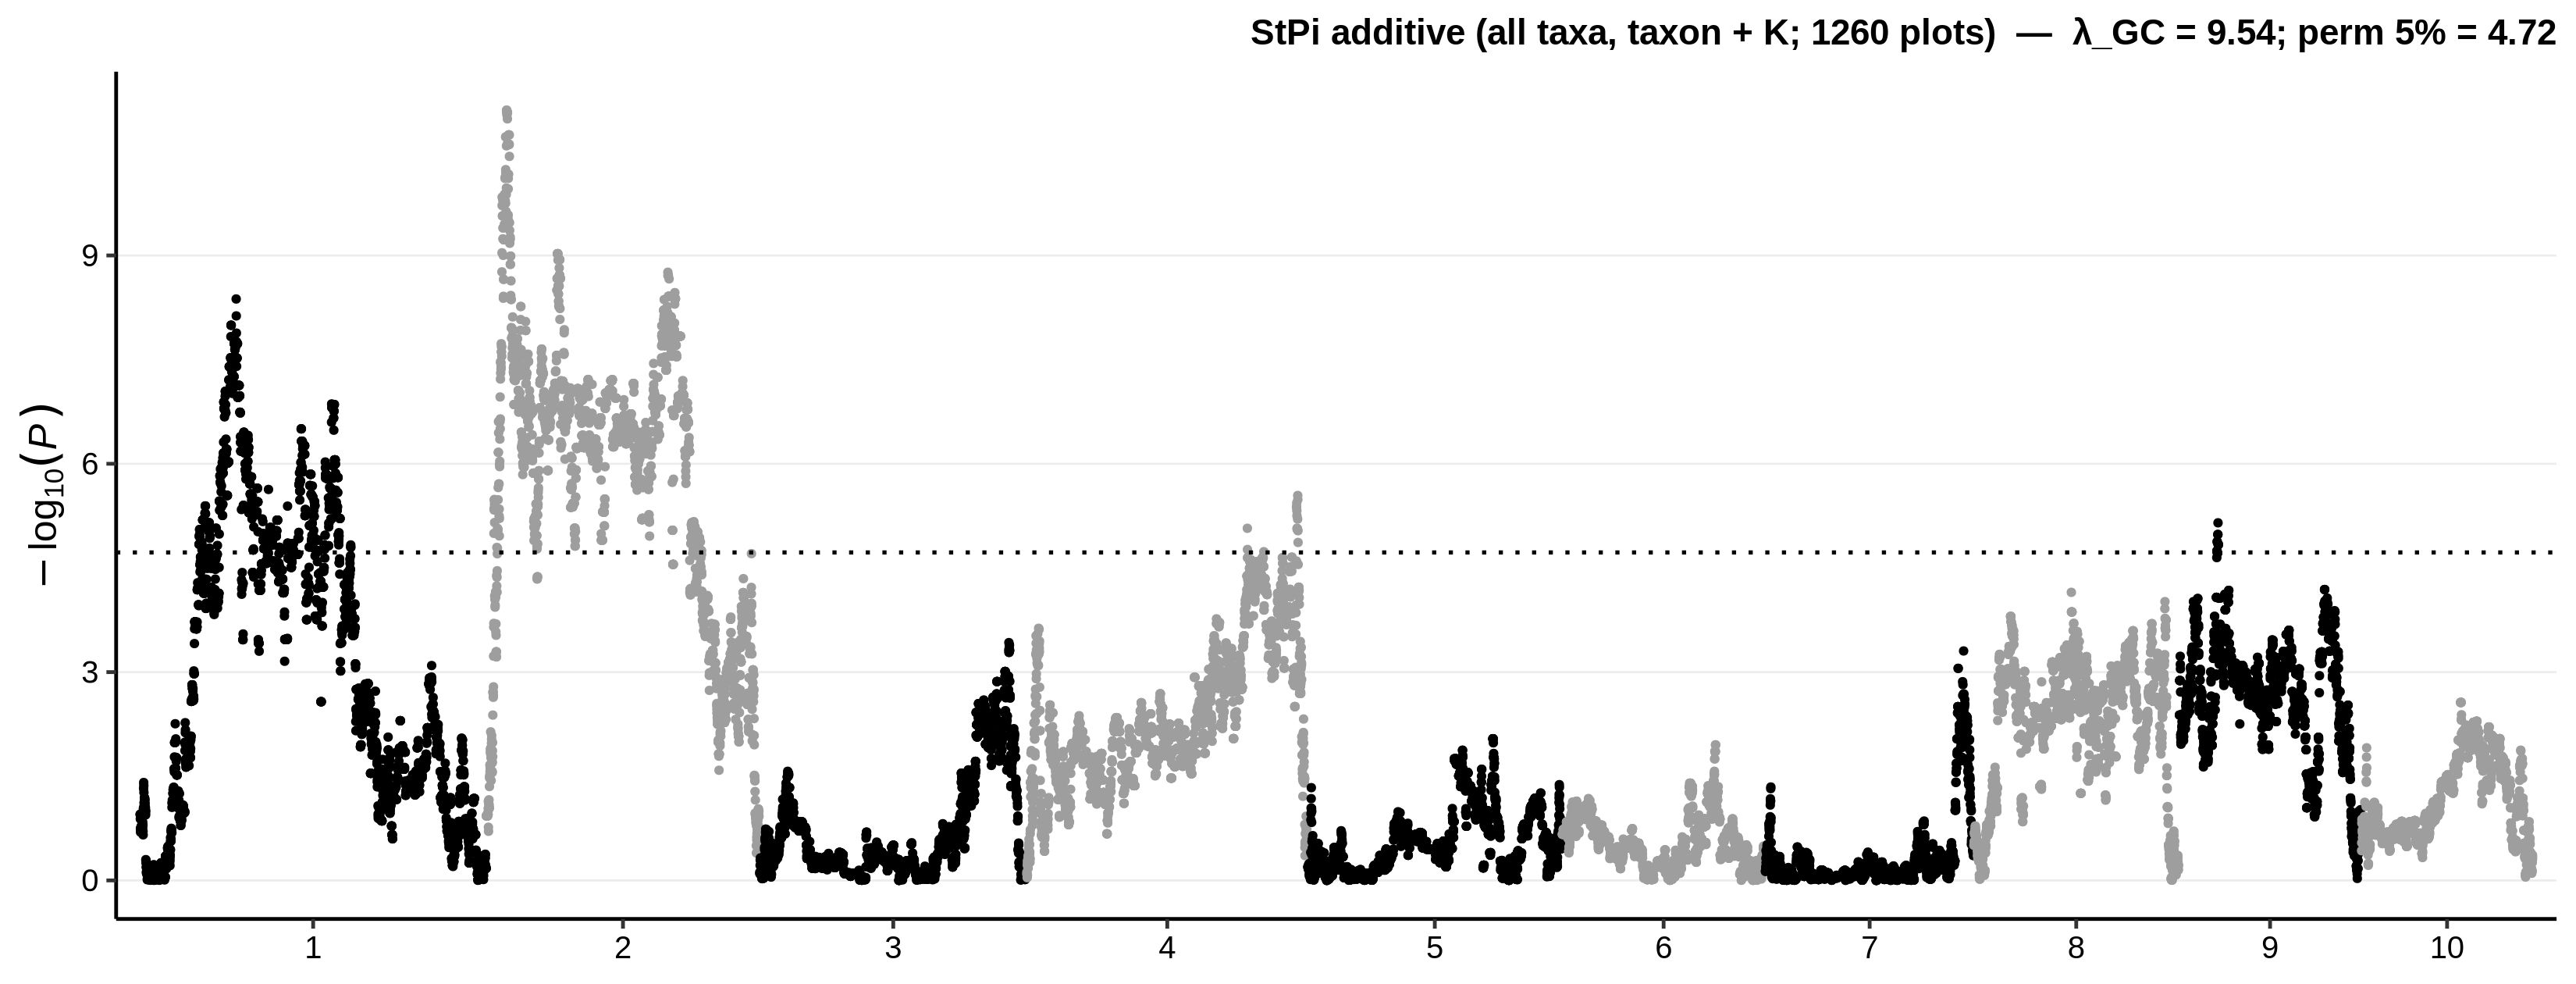 StPi additive (all taxa, taxon + K; 1260 plots) — λ_GC = 9.54; perm 5% = 4.72
− log₁₀(P)
9
6
3
0
1 2 3 4 5 6 7 8 9 10